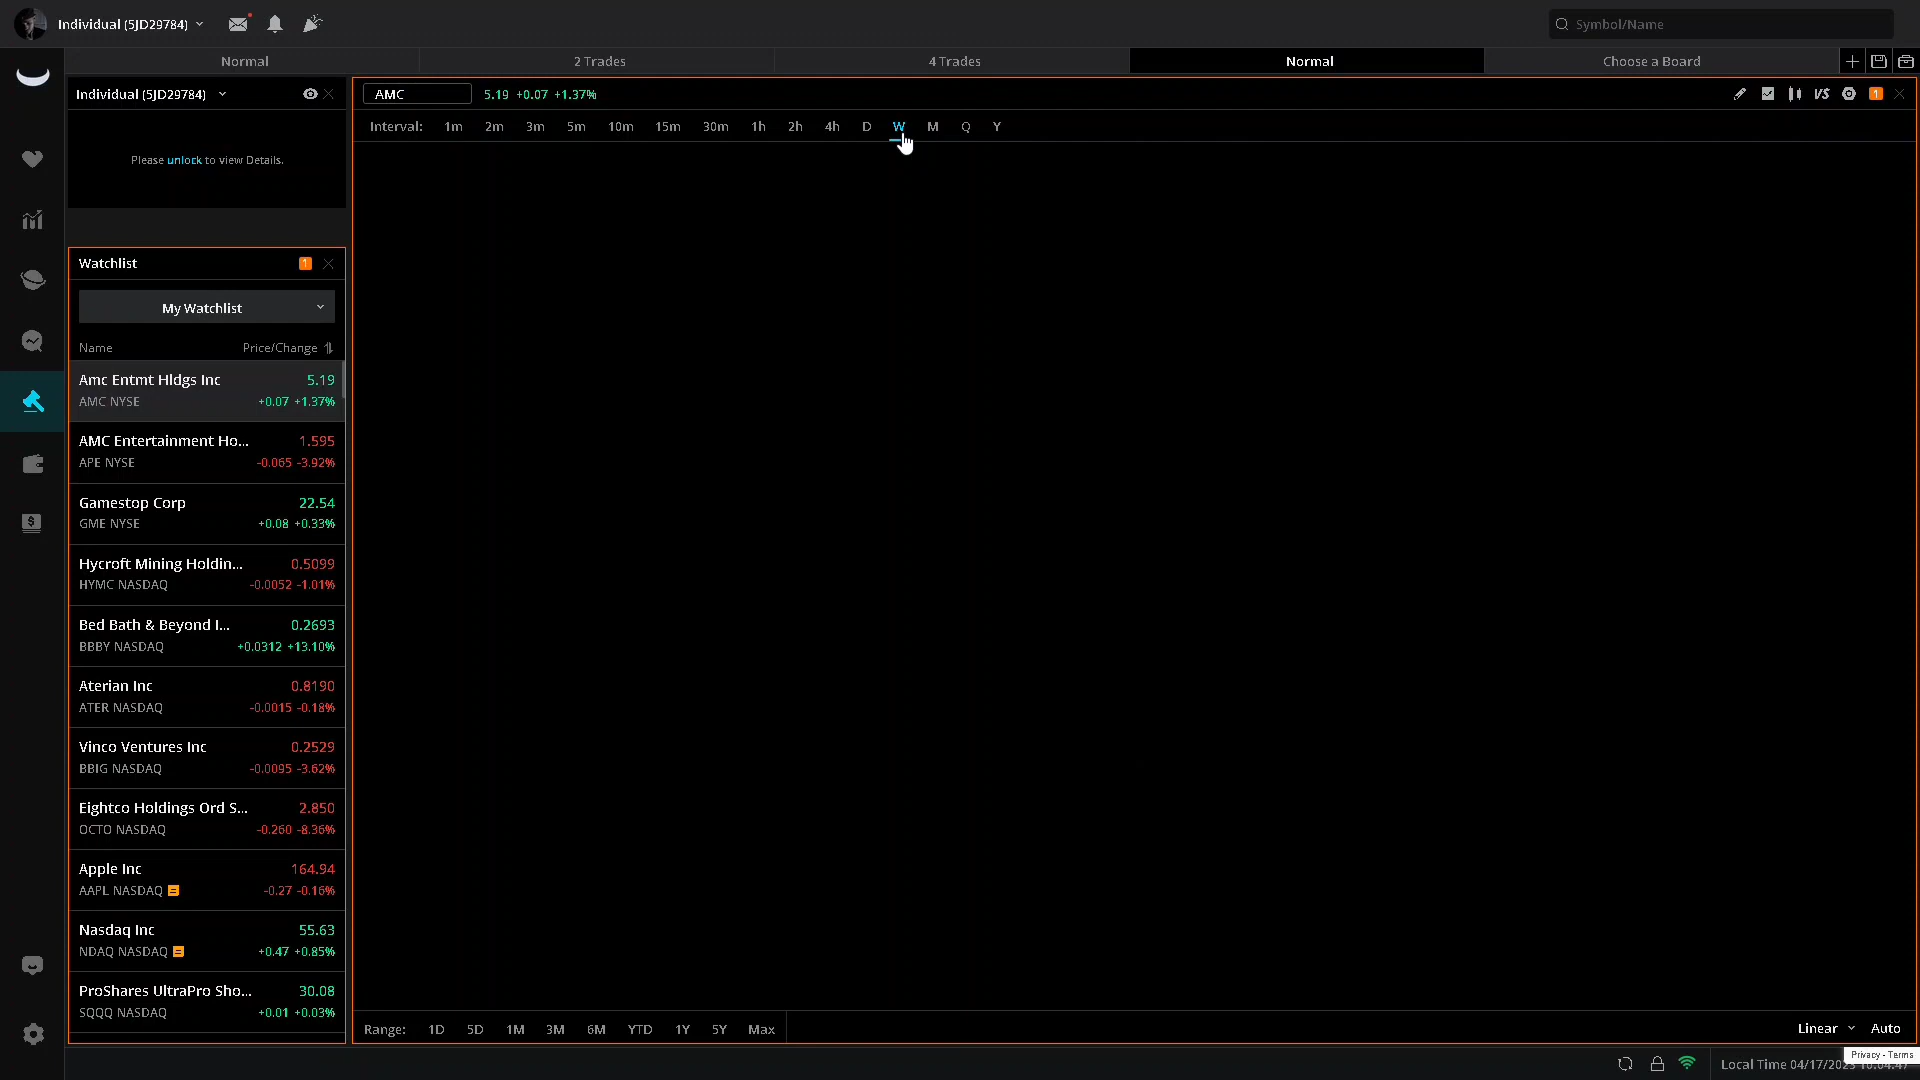 Individual (5JD29784)
Symbol/Name
Normal
2 Trades
4 Trades
Normal
Choose a Board
Individual (5JD29784)
Please unlock to view Details.
AMC
5.19 +0.07 +1.37%
VS
1
Interval: 1m 2m 3m 5m 10m 15m 30m 1h 2h 4h D W M Q Y
Watchlist
1
My Watchlist
Name Price/Change
Amc Entmt Hldgs Inc 5.19
AMC NYSE +0.07 +1.37%
AMC Entertainment Ho... 1.595
APE NYSE -0.065 -3.92%
Gamestop Corp 22.54
GME NYSE +0.08 +0.33%
Hycroft Mining Holdin... 0.5099
HYMC NASDAQ -0.0052 -1.01%
Bed Bath & Beyond I... 0.2693
BBBY NASDAQ +0.0312 +13.10%
Aterian Inc 0.8190
ATER NASDAQ -0.0015 -0.18%
Vinco Ventures Inc 0.2529
BBIG NASDAQ -0.0095 -3.62%
Eightco Holdings Ord S... 2.850
OCTO NASDAQ -0.260 -8.36%
Apple Inc 164.94
AAPL NASDAQ -0.27 -0.16%
Nasdaq Inc 55.63
NDAQ NASDAQ +0.47 +0.85%
ProShares UltraPro Sho... 30.08
SQQQ NASDAQ +0.01 +0.03%
Range: 1D 5D 1M 3M 6M YTD 1Y 5Y Max
Linear Auto
Privacy - Terms
Local Time 04/17/2023